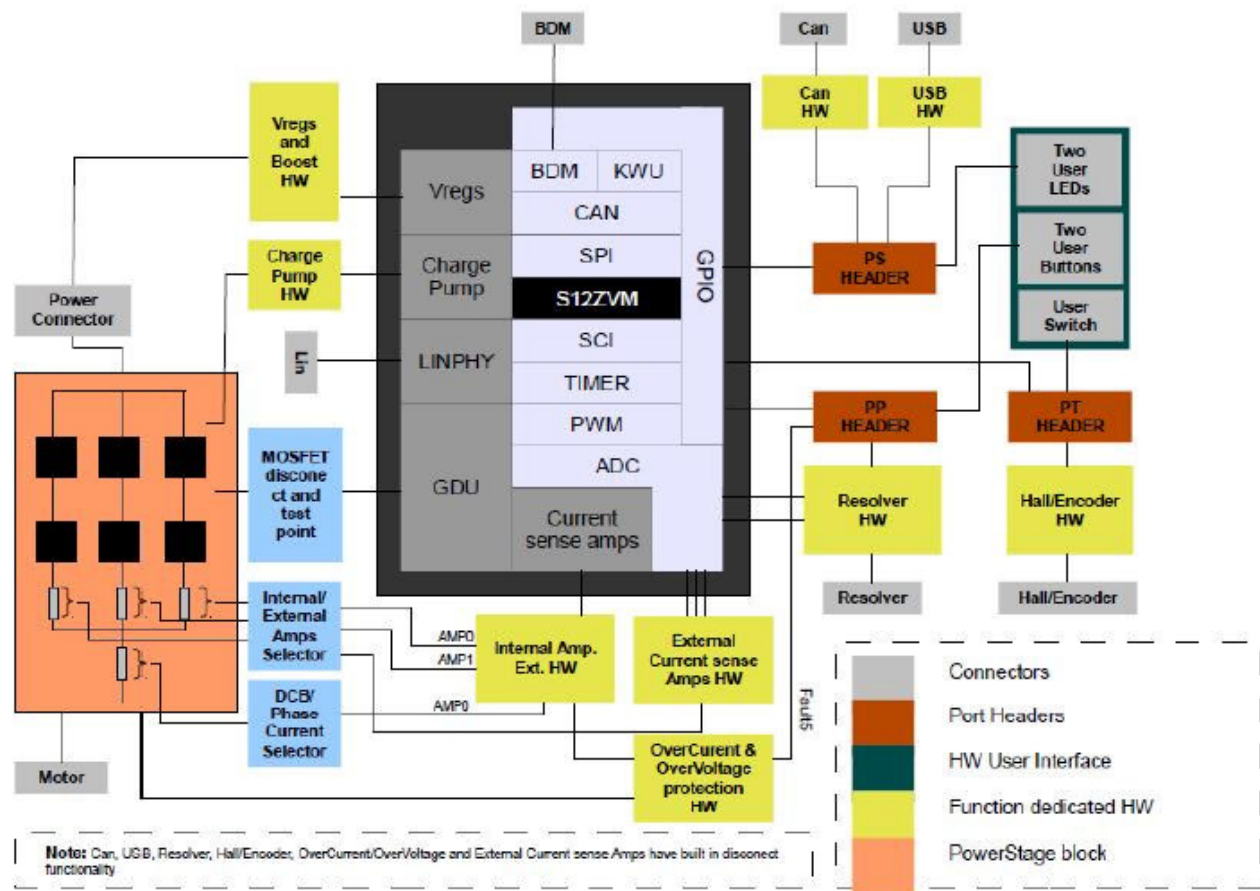 BDM
Can
USB
Vregs
and
Boost
HW
Can
HW
USB
HW
Two
User
LEDs
Two
User
Buttons
User
Switch
Vregs
BDM
KWU
CAN
SPI
S12ZVM
SCI
TIMER
PWM
ADC
GPIO
Charge
Pump
LINPHY
GDU
Current
sense amps
Charge
Pump HW
Power
Connector
Lin
PS
HEADER
PP
HEADER
PT
HEADER
MOSFET
discone
ct and
test
point
Resolver
HW
Hall/Encoder
HW
Resolver
Hall/Encoder
Internal/
External
Amps
Selector
AMP0
AMP1
Internal Amp.
Ext. HW
External
Current sense
Amps HW
DCB/
Phase
Current
Selector
AMP0
Fault5
OverCurent &
OverVoltage
protection
HW
Motor
Connectors
Port Headers
HW User Interface
Function dedicated HW
PowerStage block
Note: Can, USB, Resolver, Hall/Encoder, OverCurrent/OverVoltage and External Current sense Amps have built in disconect
functionality